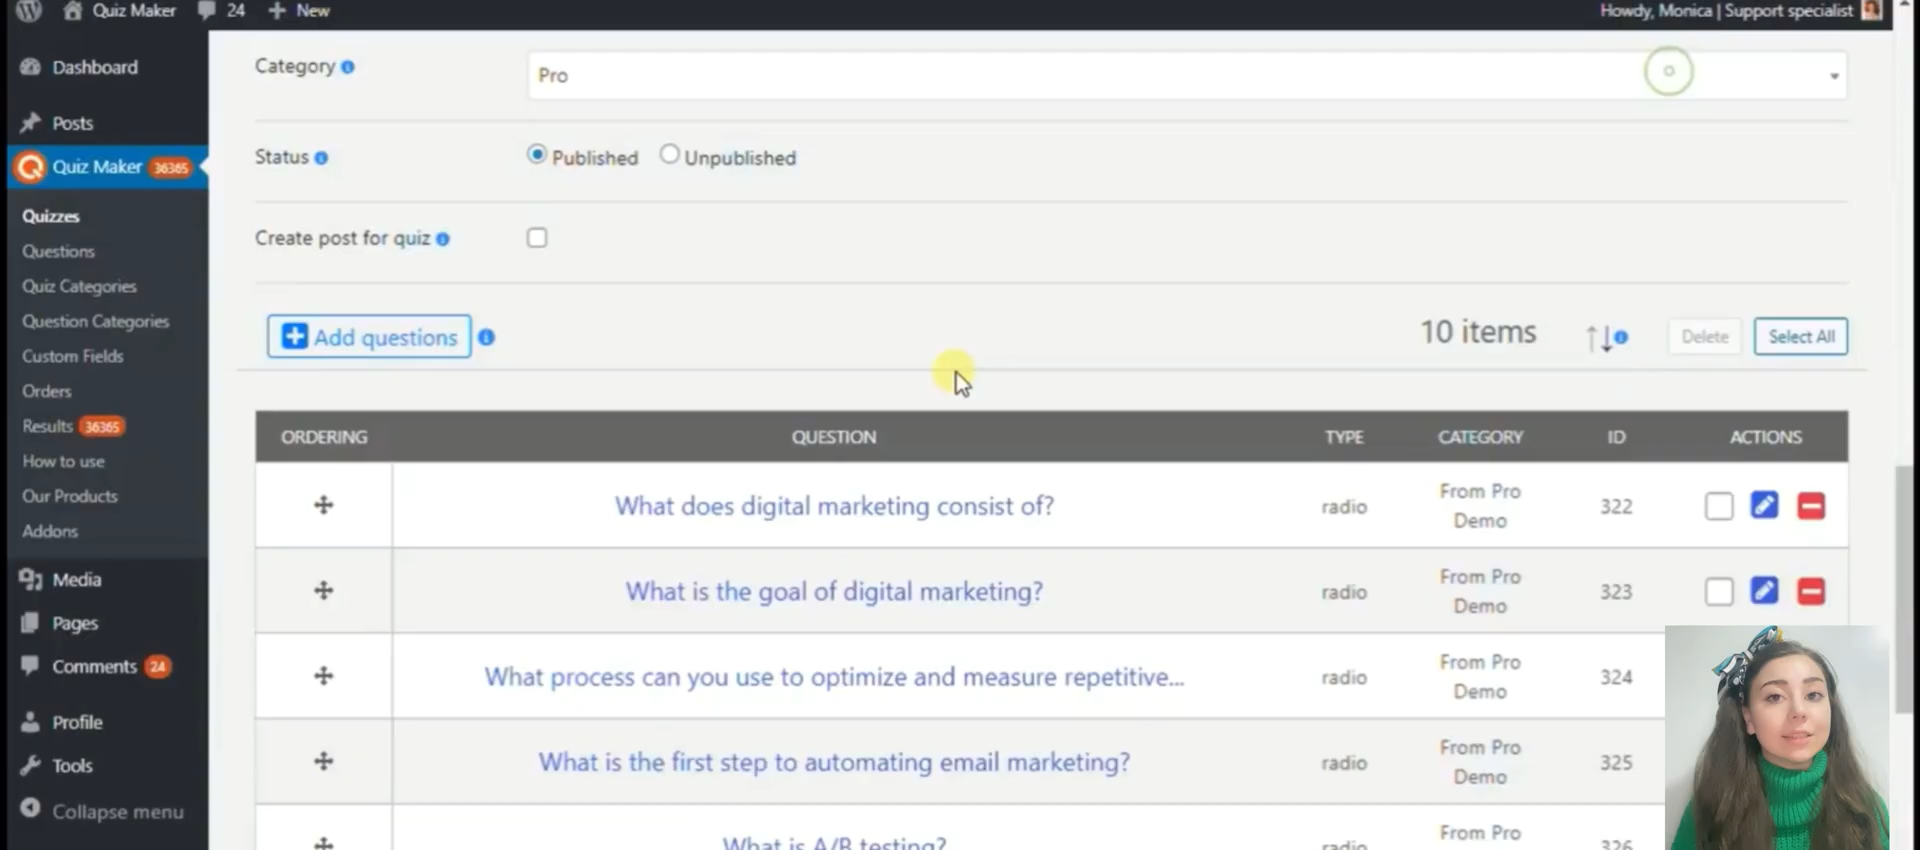 Quiz Maker 24 New Howdy, Monica | Support specialist
Dashboard
Posts
Quiz Maker 36365
Quizzes
Questions
Quiz Categories
Question Categories
Custom Fields
Orders
Results 36365
How to use
Our Products
Addons
Media
Pages
Comments 24
Profile
Tools
Collapse menu
Category Pro
Status Published Unpublished
Create post for quiz
Add questions 10 items Delete Select All
ORDERING QUESTION TYPE CATEGORY ID ACTIONS
What does digital marketing consist of? radio From Pro Demo 322
What is the goal of digital marketing? radio From Pro Demo 323
What process can you use to optimize and measure repetitive... radio From Pro Demo 324
What is the first step to automating email marketing? radio From Pro Demo 325
What is A/B testing? radio From Pro 326